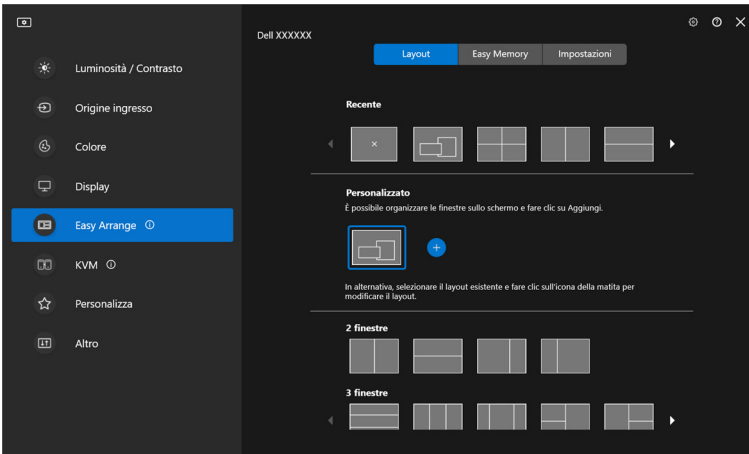 Dell XXXXXX
Layout
Easy Memory
Impostazioni
Luminosità / Contrasto
Origine ingresso
Colore
Display
Easy Arrange
KVM
Personalizza
Altro
Recente
Personalizzato
È possibile organizzare le finestre sullo schermo e fare clic su Aggiungi.
In alternativa, selezionare il layout esistente e fare clic sull'icona della matita per
modificare il layout.
2 finestre
3 finestre